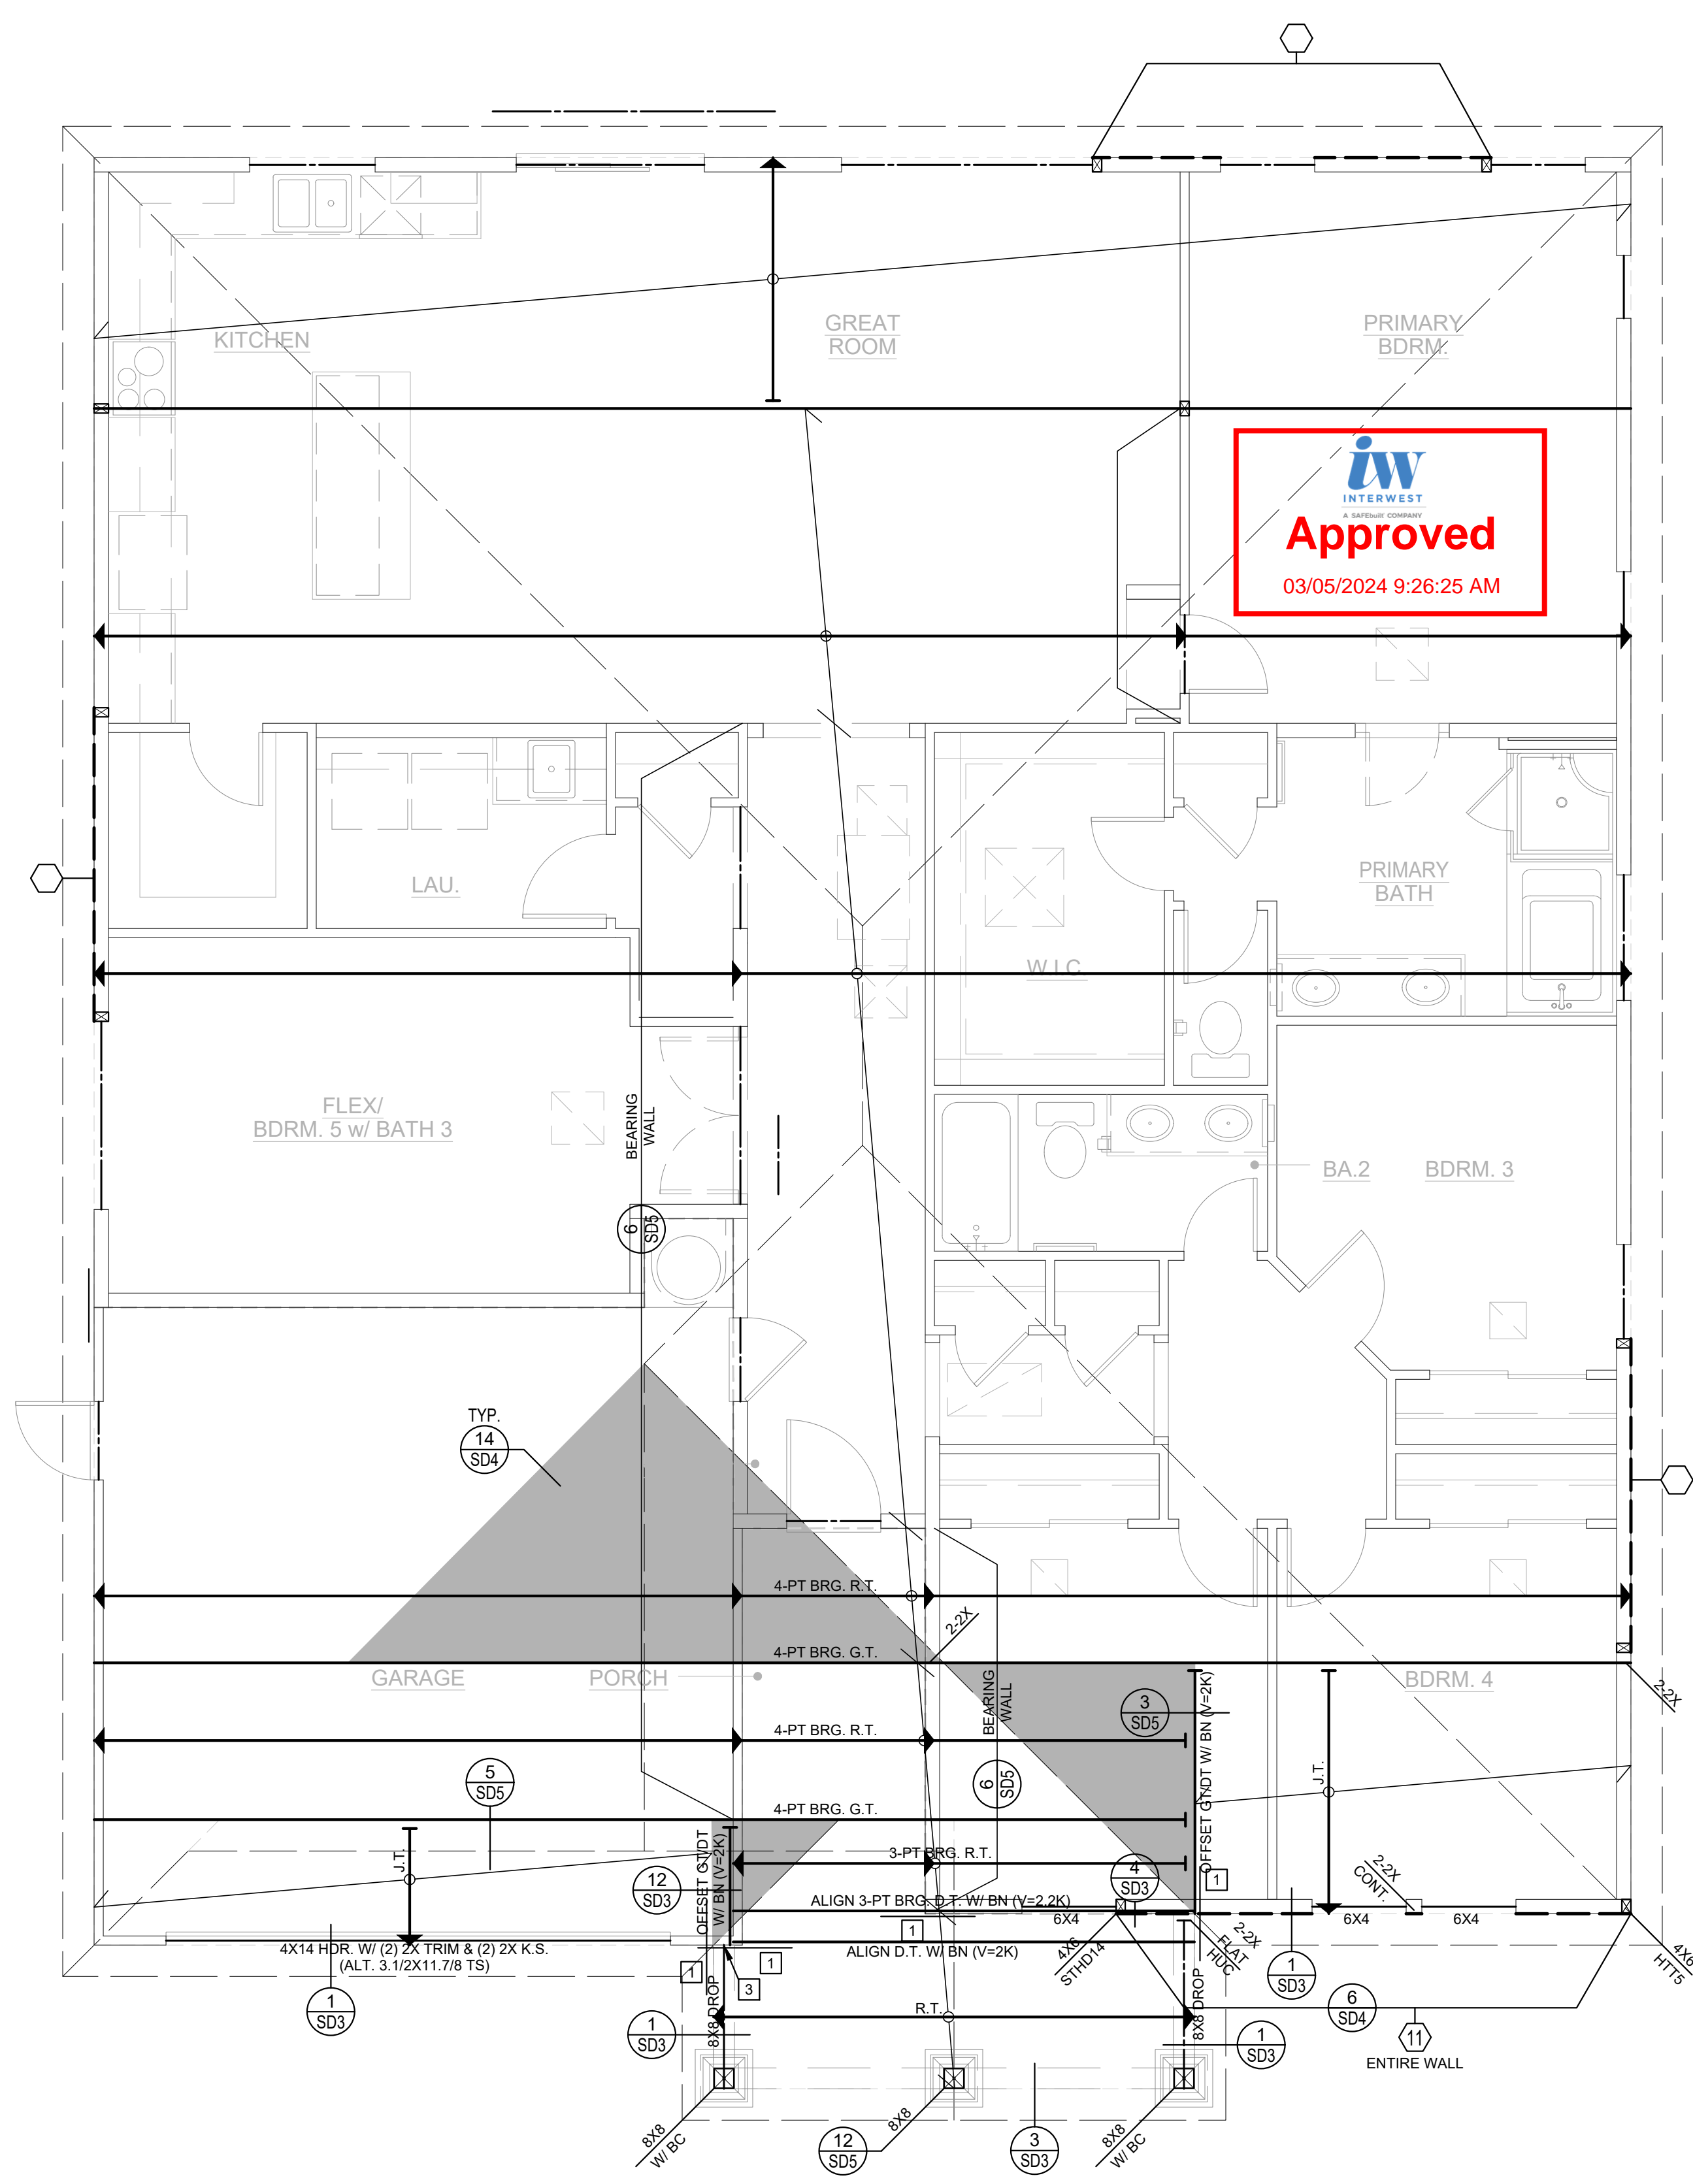 KITCHEN
GREAT
ROOM
PRIMARY
BDRM.
iw
INTERWEST
A SAFEbuilt COMPANY
Approved
03/05/2024 9:26:25 AM
LAU.
PRIMARY
BATH
W.I.C.
FLEX/
BDRM. 5 w/ BATH 3
BEARING
WALL
BA.2
BDRM. 3
6
SD5
TYP.
14
SD4
4-PT BRG. R.T.
2-2X
4-PT BRG. G.T.
GARAGE
PORCH
BEARING
WALL
BDRM. 4
2-2X
3
SD5
OFFSET GT/DT W/ BN (V=2K)
4-PT BRG. R.T.
J.T.
5
SD5
6
SD5
4-PT BRG. G.T.
OFFSET GT/DT
W/ BN (V=2K)
J.T.
3-PT BRG. R.T.
12
SD3
4
SD3
1
2-2X
CONT.
ALIGN 3-PT BRG. D.T. W/ BN (V=2.2K)
6X4
6X4
6X4
1
4X14 HDR. W/ (2) 2X TRIM & (2) 2X K.S.
(ALT. 3.1/2X11.7/8 TS)
ALIGN D.T. W/ BN (V=2K)
4X6
STHD14
2-2X
FLAT
HUC
4X6
HTT5
1
1
3
1
SD3
1
SD3
8X8 DROP
R.T.
8X8 DROP
6
SD4
1
SD3
1
SD3
11
ENTIRE WALL
8X8
W/ BC
12
SD5
8X8
3
SD3
8X8
W/ BC